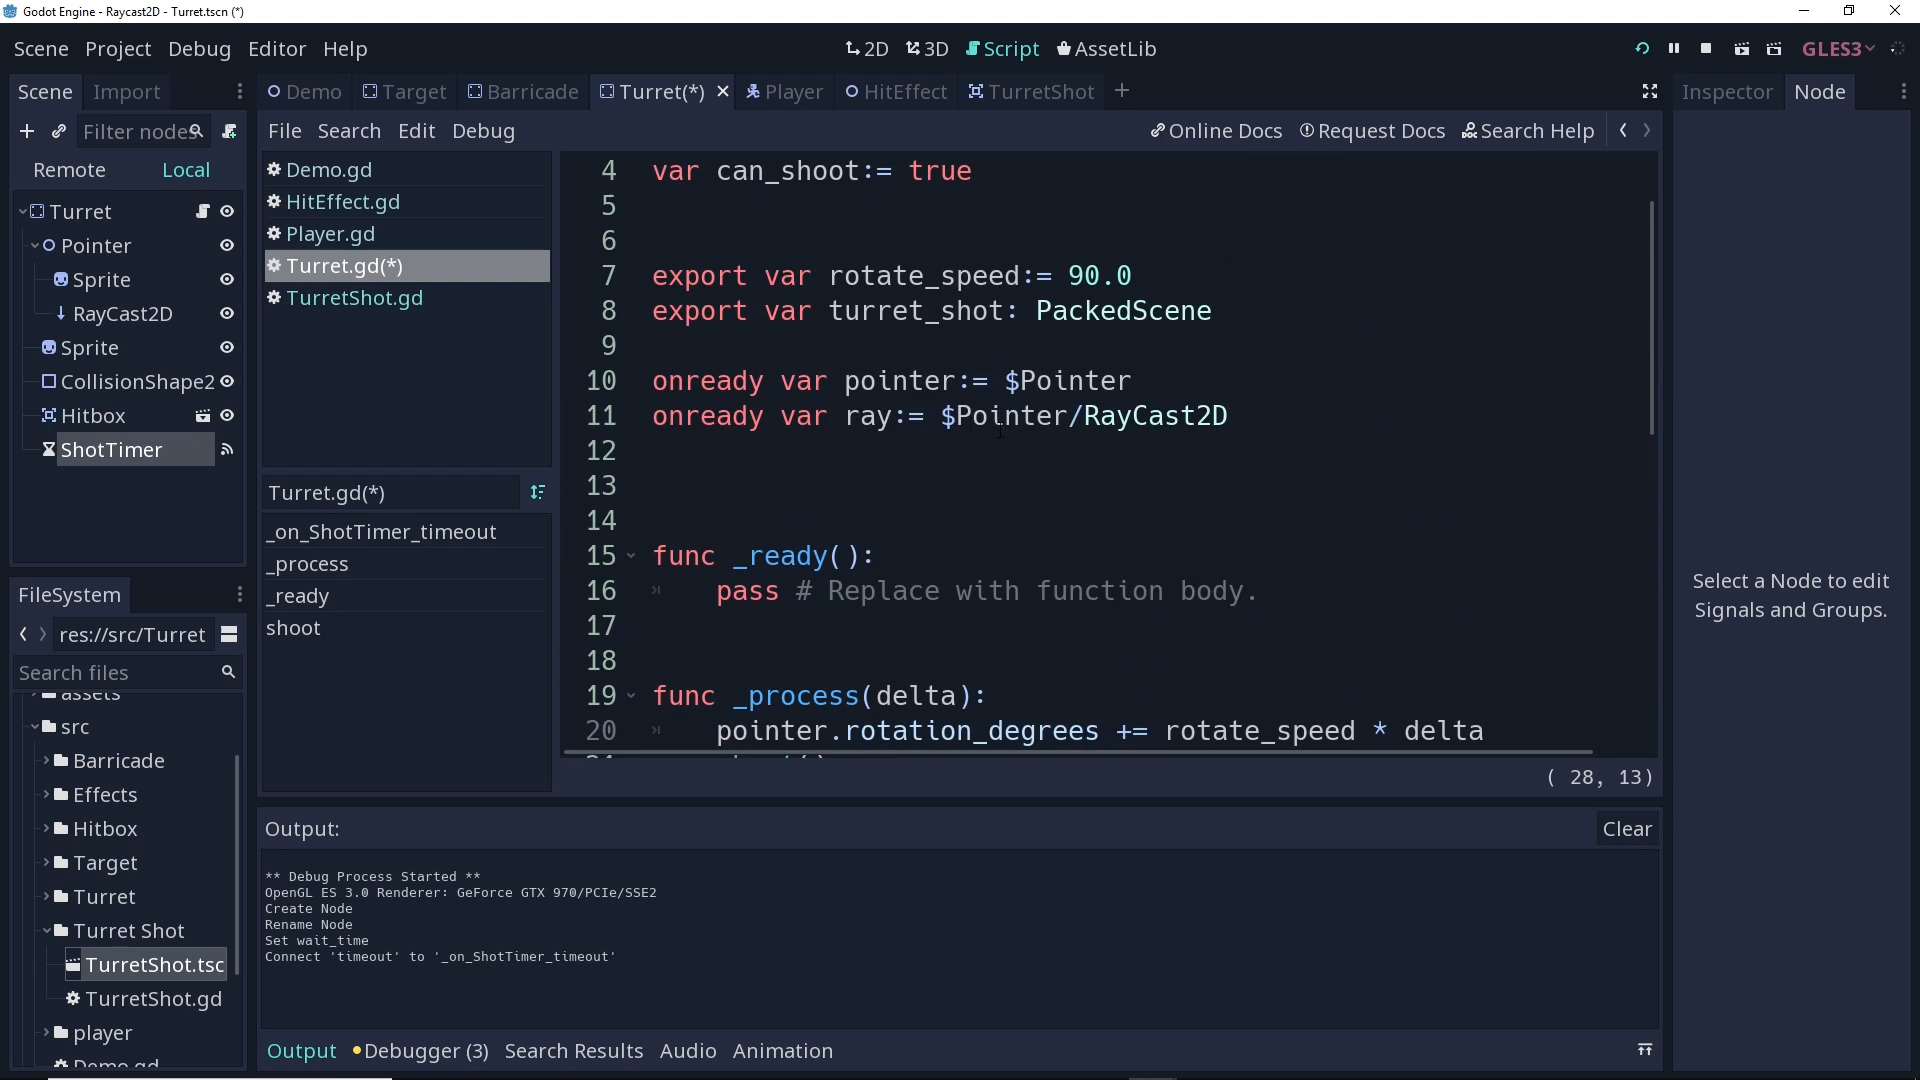 Godot Engine - Raycast2D - Turret.tscn (*)
Scene Project Debug Editor Help
2D 3D Script AssetLib
GLES3
Scene Import
Demo Target Barricade Turret(*) Player HitEffect TurretShot
Inspector Node
Filter nodes
File Search Edit Debug
Online Docs Request Docs Search Help
Remote Local
Turret
Pointer
Sprite
RayCast2D
Sprite
CollisionShape2
Hitbox
ShotTimer
Demo.gd
HitEffect.gd
Player.gd
Turret.gd(*)
TurretShot.gd
Turret.gd(*)
_on_ShotTimer_timeout
_process
_ready
shoot
4 var can_shoot:= true
5
6
7 export var rotate_speed:= 90.0
8 export var turret_shot: PackedScene
9
10 onready var pointer:= $Pointer
11 onready var ray:= $Pointer/RayCast2D
12
13
14
15 func _ready():
16 pass # Replace with function body.
17
18
19 func _process(delta):
20 pointer.rotation_degrees += rotate_speed * delta
( 28, 13)
Select a Node to edit
Signals and Groups.
FileSystem
res://src/Turret
Search files
assets
src
Barricade
Effects
Hitbox
Target
Turret
Turret Shot
TurretShot.tsc
TurretShot.gd
player
Demo.gd
Output:
Clear
** Debug Process Started **
OpenGL ES 3.0 Renderer: GeForce GTX 970/PCIe/SSE2
Create Node
Rename Node
Set wait_time
Connect 'timeout' to '_on_ShotTimer_timeout'
Output Debugger (3) Search Results Audio Animation